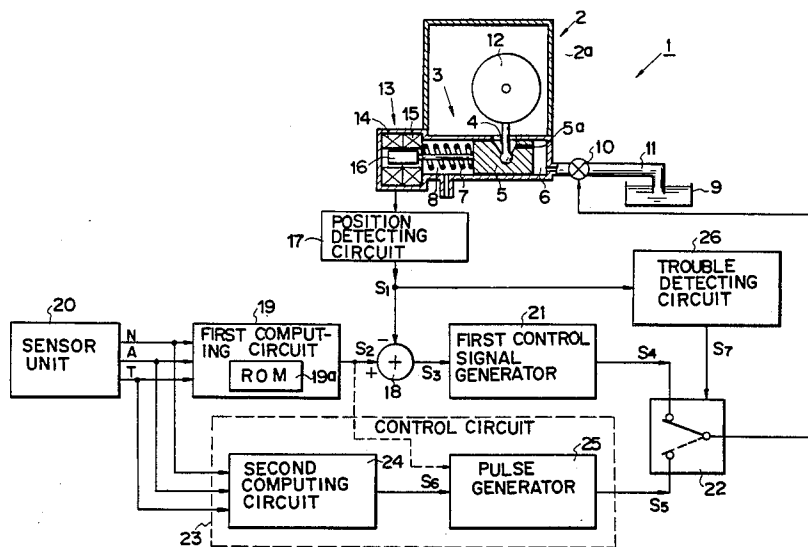 2
12
2a
1
3
13
14
15
4
5a
10
11
16
8
7
5
6
9
17
POSITION
DETECTING
CIRCUIT
26
TROUBLE
DETECTING
CIRCUIT
S1
20
SENSOR
UNIT
N
A
T
19
FIRST COMPUT-
ING CIRCUIT
ROM
19a
S2
-
+
+
18
S3
21
FIRST CONTROL
SIGNAL
GENERATOR
S4
S7
CONTROL CIRCUIT
24
SECOND
COMPUTING
CIRCUIT
S6
25
PULSE
GENERATOR
S5
22
23